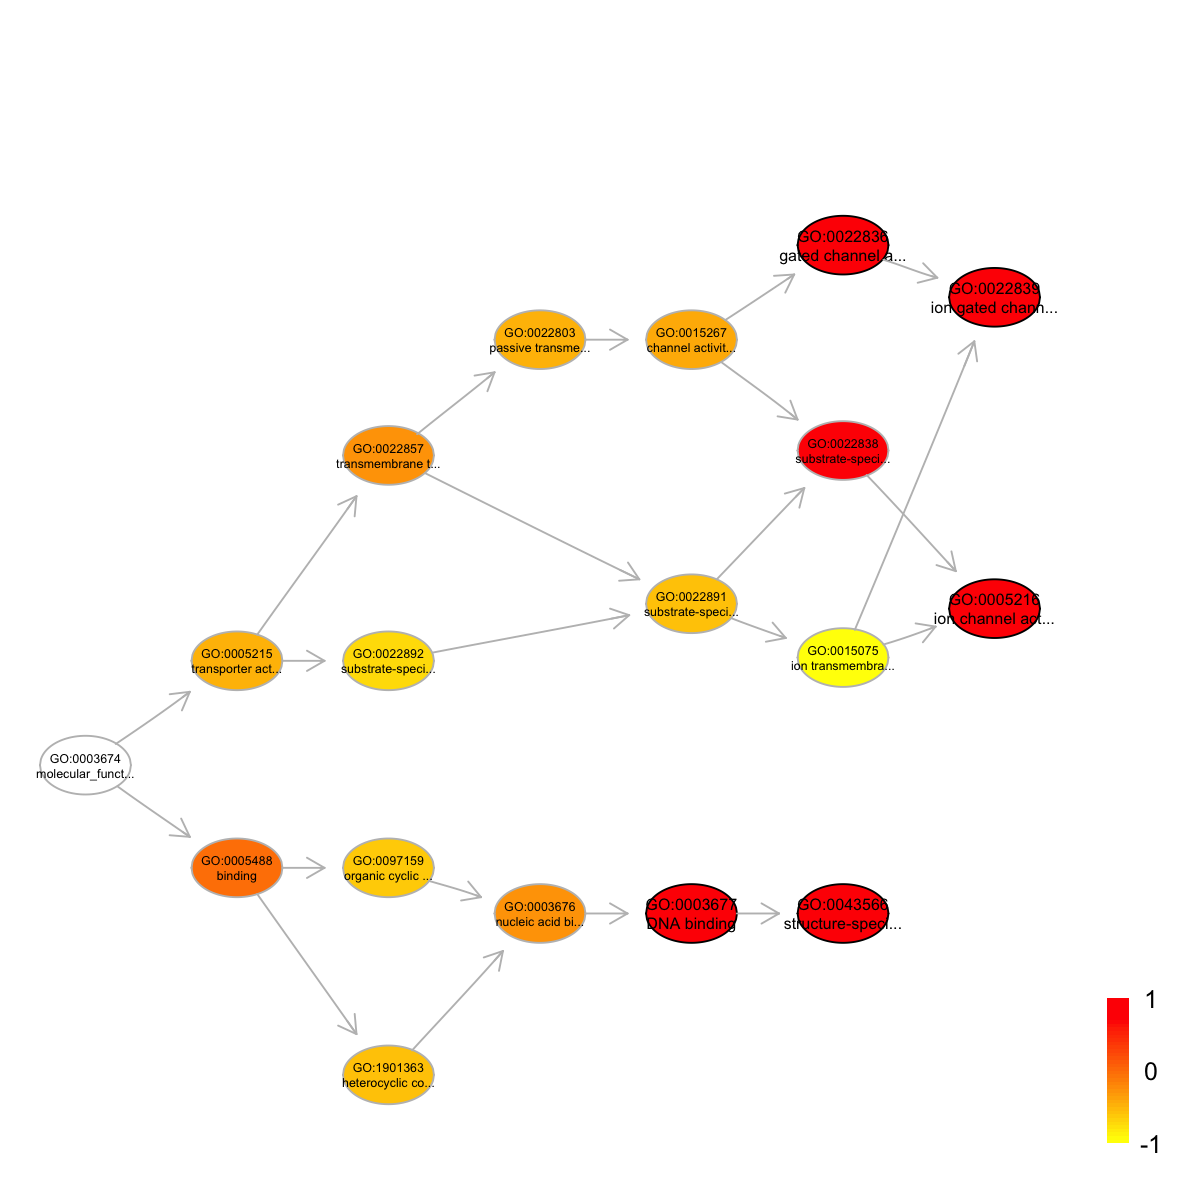 GO:0022836
gated channel a...
GO:0022839
ion gated chann...
GO:0022803
passive transme...
GO:0015267
channel activit...
GO:0022857
transmembrane t...
GO:0022838
substrate-speci...
GO:0022891
substrate-speci...
GO:0005216
ion channel act...
GO:0005215
transporter act...
GO:0022892
substrate-speci...
GO:0015075
ion transmembra...
GO:0003674
molecular_funct...
GO:0005488
binding
GO:0097159
organic cyclic ...
GO:0003676
nucleic acid bi...
GO:0003677
DNA binding
GO:0043566
structure-speci...
GO:1901363
heterocyclic co...
1
0
-1